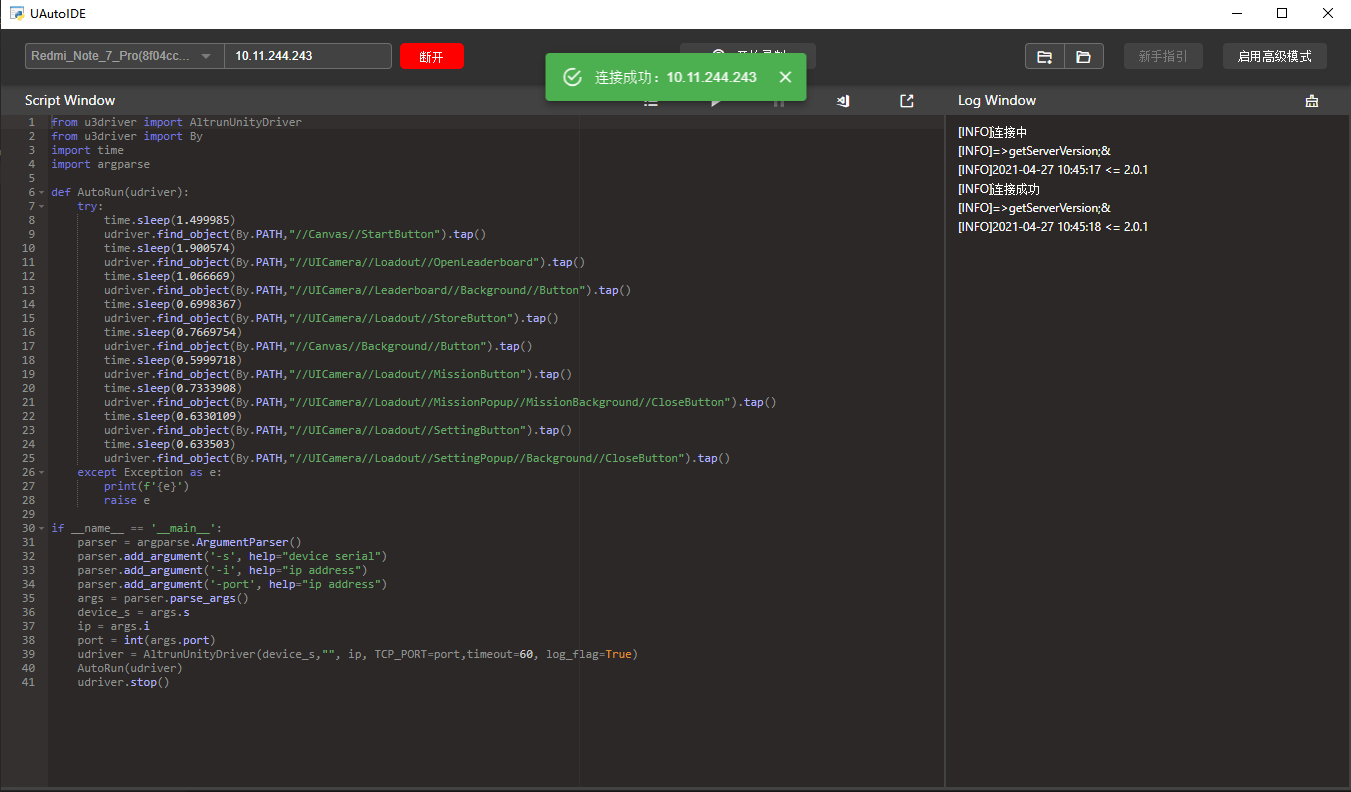 UAutoIDE
Redmi_Note_7_Pro(8f04cc...
10.11.244.243
断开
连接成功：10.11.244.243
新手指引
启用高级模式
Script Window
Log Window
1 from u3driver import AltrunUnityDriver
2 from u3driver import By
3 import time
4 import argparse
5
6 def AutoRun(udriver):
7 try:
8 time.sleep(1.499985)
9 udriver.find_object(By.PATH,"//Canvas//StartButton").tap()
10 time.sleep(1.900574)
11 udriver.find_object(By.PATH,"//UICamera//Loadout//OpenLeaderboard").tap()
12 time.sleep(1.066669)
13 udriver.find_object(By.PATH,"//UICamera//Leaderboard//Background//Button").tap()
14 time.sleep(0.6998367)
15 udriver.find_object(By.PATH,"//UICamera//Loadout//StoreButton").tap()
16 time.sleep(0.7669754)
17 udriver.find_object(By.PATH,"//Canvas//Background//Button").tap()
18 time.sleep(0.5999718)
19 udriver.find_object(By.PATH,"//UICamera//Loadout//MissionButton").tap()
20 time.sleep(0.7333908)
21 udriver.find_object(By.PATH,"//UICamera//Loadout//MissionPopup//MissionBackground//CloseButton").tap()
22 time.sleep(0.6330109)
23 udriver.find_object(By.PATH,"//UICamera//Loadout//SettingButton").tap()
24 time.sleep(0.633503)
25 udriver.find_object(By.PATH,"//UICamera//Loadout//SettingPopup//Background//CloseButton").tap()
26 except Exception as e:
27 print(f'{e}')
28 raise e
29
30 if __name__ == '__main__':
31 parser = argparse.ArgumentParser()
32 parser.add_argument('-s', help="device serial")
33 parser.add_argument('-i', help="ip address")
34 parser.add_argument('-port', help="ip address")
35 args = parser.parse_args()
36 device_s = args.s
37 ip = args.i
38 port = int(args.port)
39 udriver = AltrunUnityDriver(device_s,"", ip, TCP_PORT=port,timeout=60, log_flag=True)
40 AutoRun(udriver)
41 udriver.stop()
[INFO]连接中
[INFO]=>getServerVersion;&
[INFO]2021-04-27 10:45:17 <= 2.0.1
[INFO]连接成功
[INFO]=>getServerVersion;&
[INFO]2021-04-27 10:45:18 <= 2.0.1